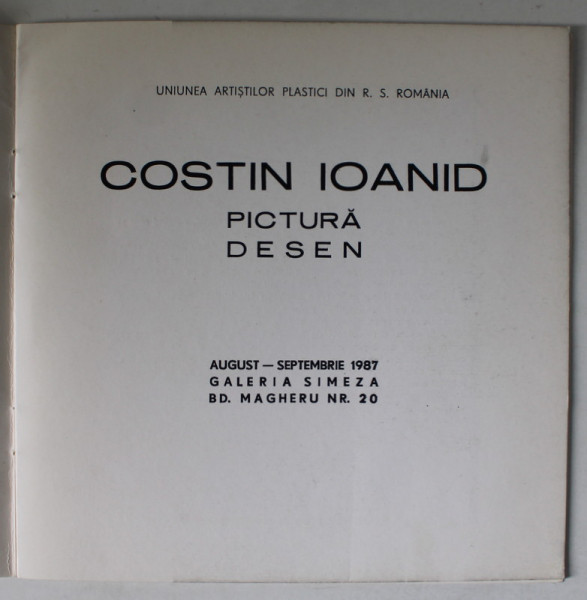 UNIUNEA ARTIȘTILOR PLASTICI DIN R. S. ROMÂNIA
COSTIN IOANID
PICTURĂ
DESEN
AUGUST — SEPTEMBRIE 1987
GALERIA SIMEZA
BD. MAGHERU NR. 20